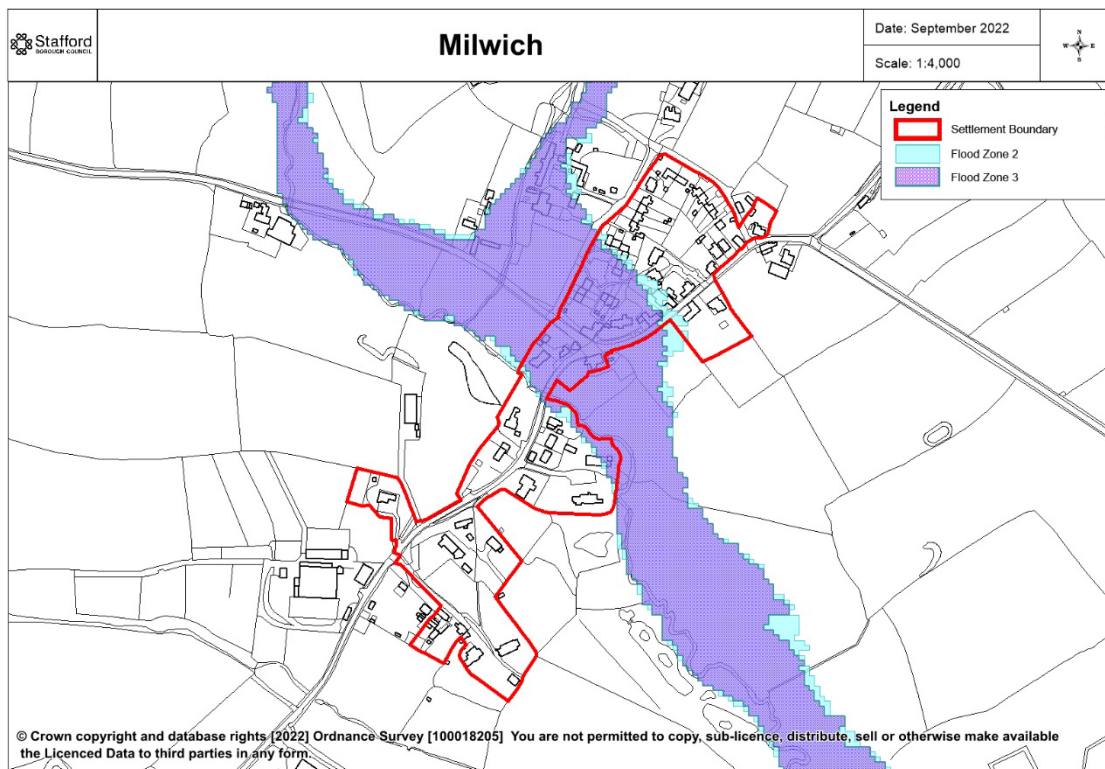 Stafford
BOROUGH COUNCIL
Milwich
Date: September 2022
Scale: 1:4,000
N
W E
S
Legend
Settlement Boundary
Flood Zone 2
Flood Zone 3
© Crown copyright and database rights [2022] Ordnance Survey [100018205] You are not permitted to copy, sub-licence, distribute, sell or otherwise make available
the Licenced Data to third parties in any form.